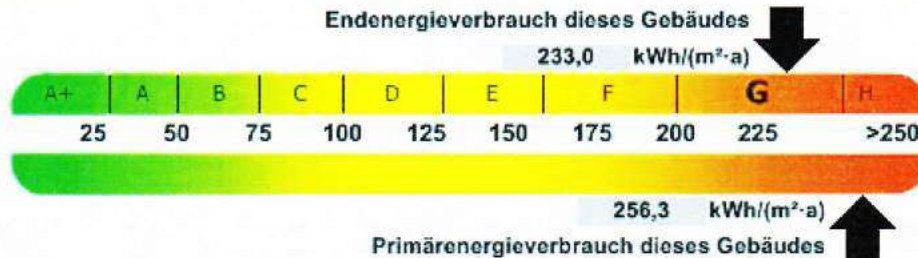 Endenergieverbrauch dieses Gebäudes
233,0 kWh/(m²·a)
A+ A B C D E F G H
25 50 75 100 125 150 175 200 225 >250
256,3 kWh/(m²·a)
Primärenergieverbrauch dieses Gebäudes